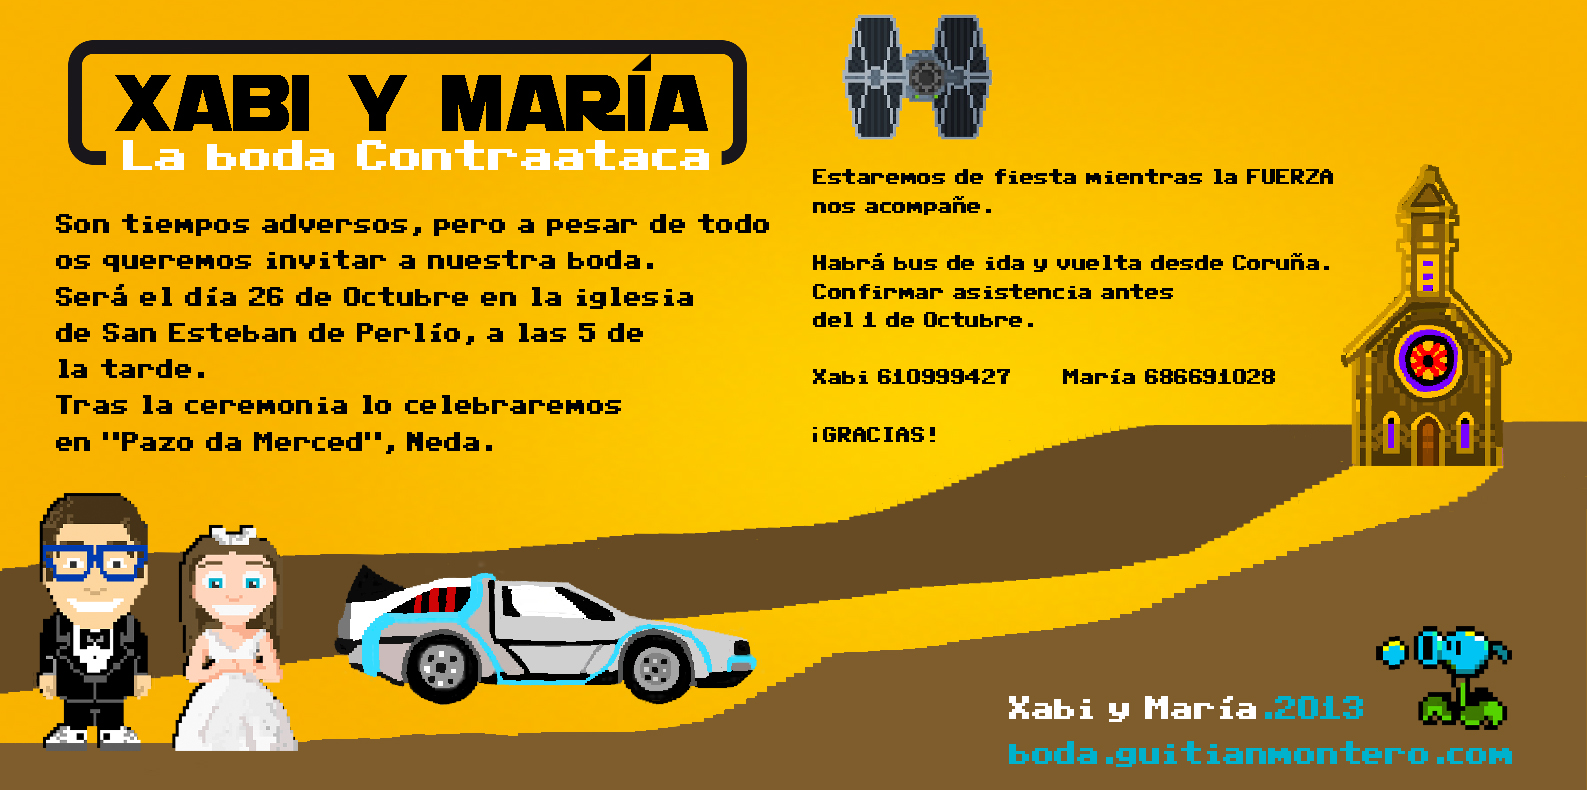 XABI Y MARÍA
La boda Contraataca
Son tiempos adversos, pero a pesar de todo
os queremos invitar a nuestra boda.
Será el día 26 de Octubre en la iglesia
de San Esteban de Perlío, a las 5 de
la tarde.
Tras la ceremonia lo celebraremos
en "Pazo da Merced", Neda.
Estaremos de fiesta mientras la FUERZA
nos acompañe.
Habrá bus de ida y vuelta desde Coruña.
Confirmar asistencia antes
del 1 de Octubre.
Xabi 610999427 María 686691028
¡GRACIAS!
Xabi y María.2013
boda.guitianmontero.com